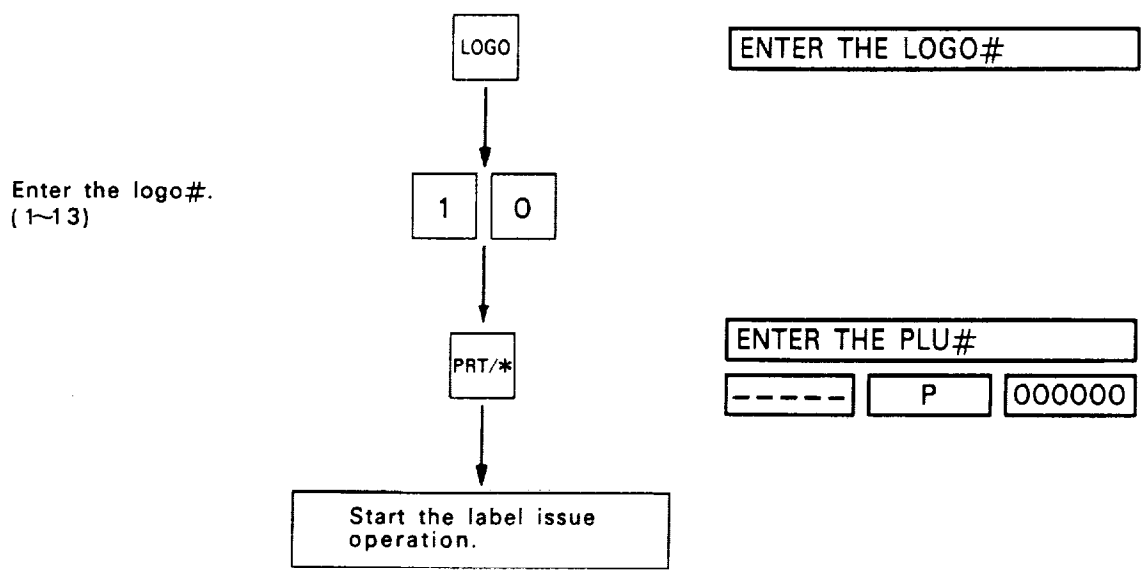 LOGO
ENTER THE LOGO#
Enter the logo#.
(1~13)
1 0
PRT/*
ENTER THE PLU#
----- P 000000
Start the label issue
operation.